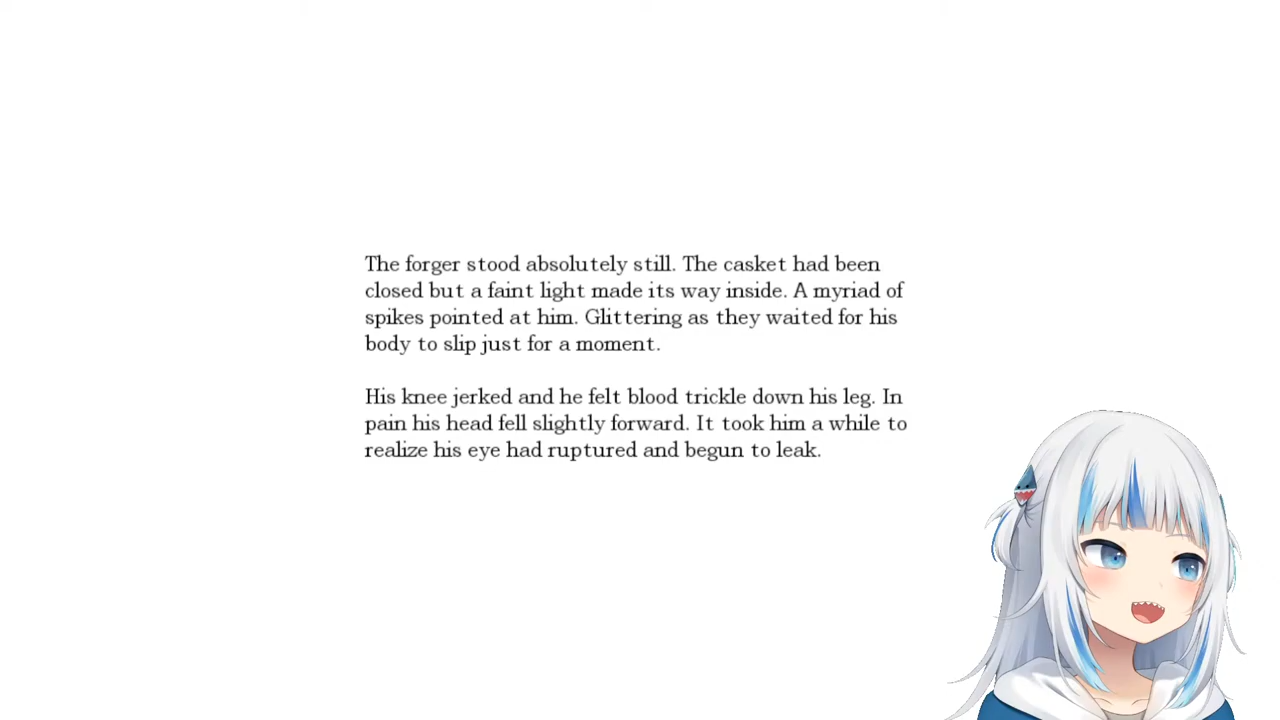 The forger stood absolutely still. The casket had been
closed but a faint light made its way inside. A myriad of
spikes pointed at him. Glittering as they waited for his
body to slip just for a moment.
His knee jerked and he felt blood trickle down his leg. In
pain his head fell slightly forward. It took him a while to
realize his eye had ruptured and begun to leak.